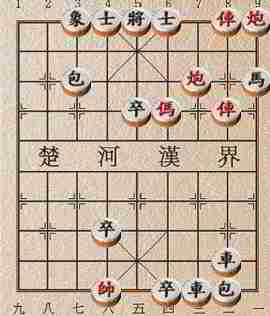 1 2 3 4 5 6 7 8 9
象 士 將 士 俥 炮
包 炮 馬
卒 傌 俥
楚 河 漢 界
卒
車
帥 卒 車 包
九 八 七 六 五 四 三 二 一